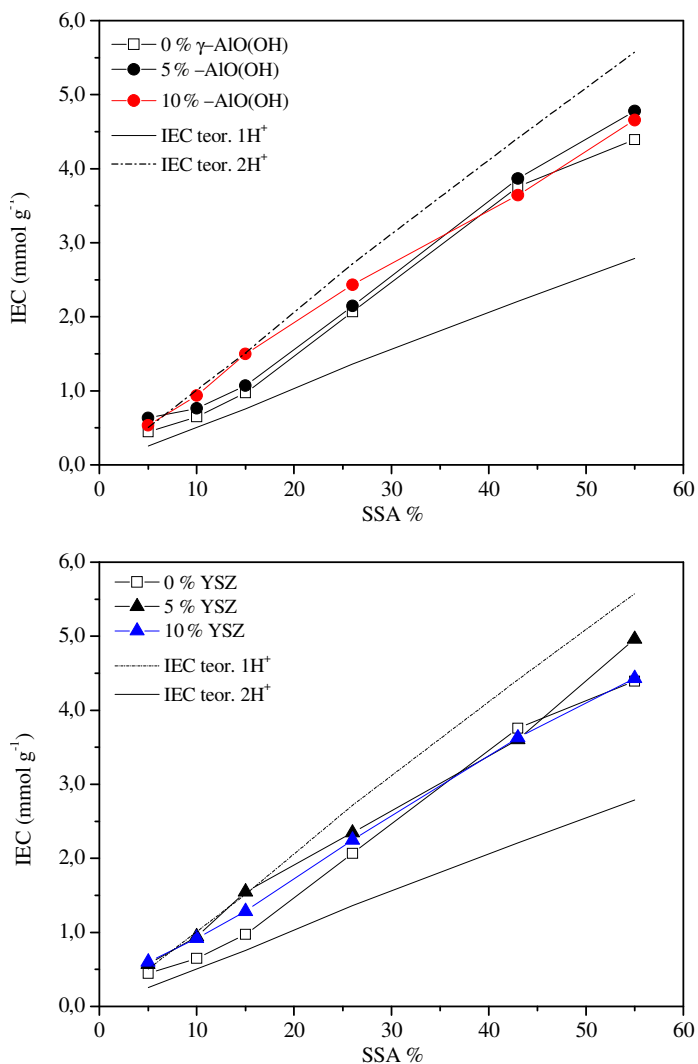 6,0
5,0
4,0
3,0
2,0
1,0
0,0
IEC (mmol g⁻¹)
0 % γ–AlO(OH)
5 % –AlO(OH)
10 % –AlO(OH)
IEC teor. 1H⁺
IEC teor. 2H⁺
0 10 20 30 40 50 60
SSA %
6,0
5,0
4,0
3,0
2,0
1,0
0,0
IEC (mmol g⁻¹)
0 % YSZ
5 % YSZ
10 % YSZ
IEC teor. 1H⁺
IEC teor. 2H⁺
0 10 20 30 40 50 60
SSA %